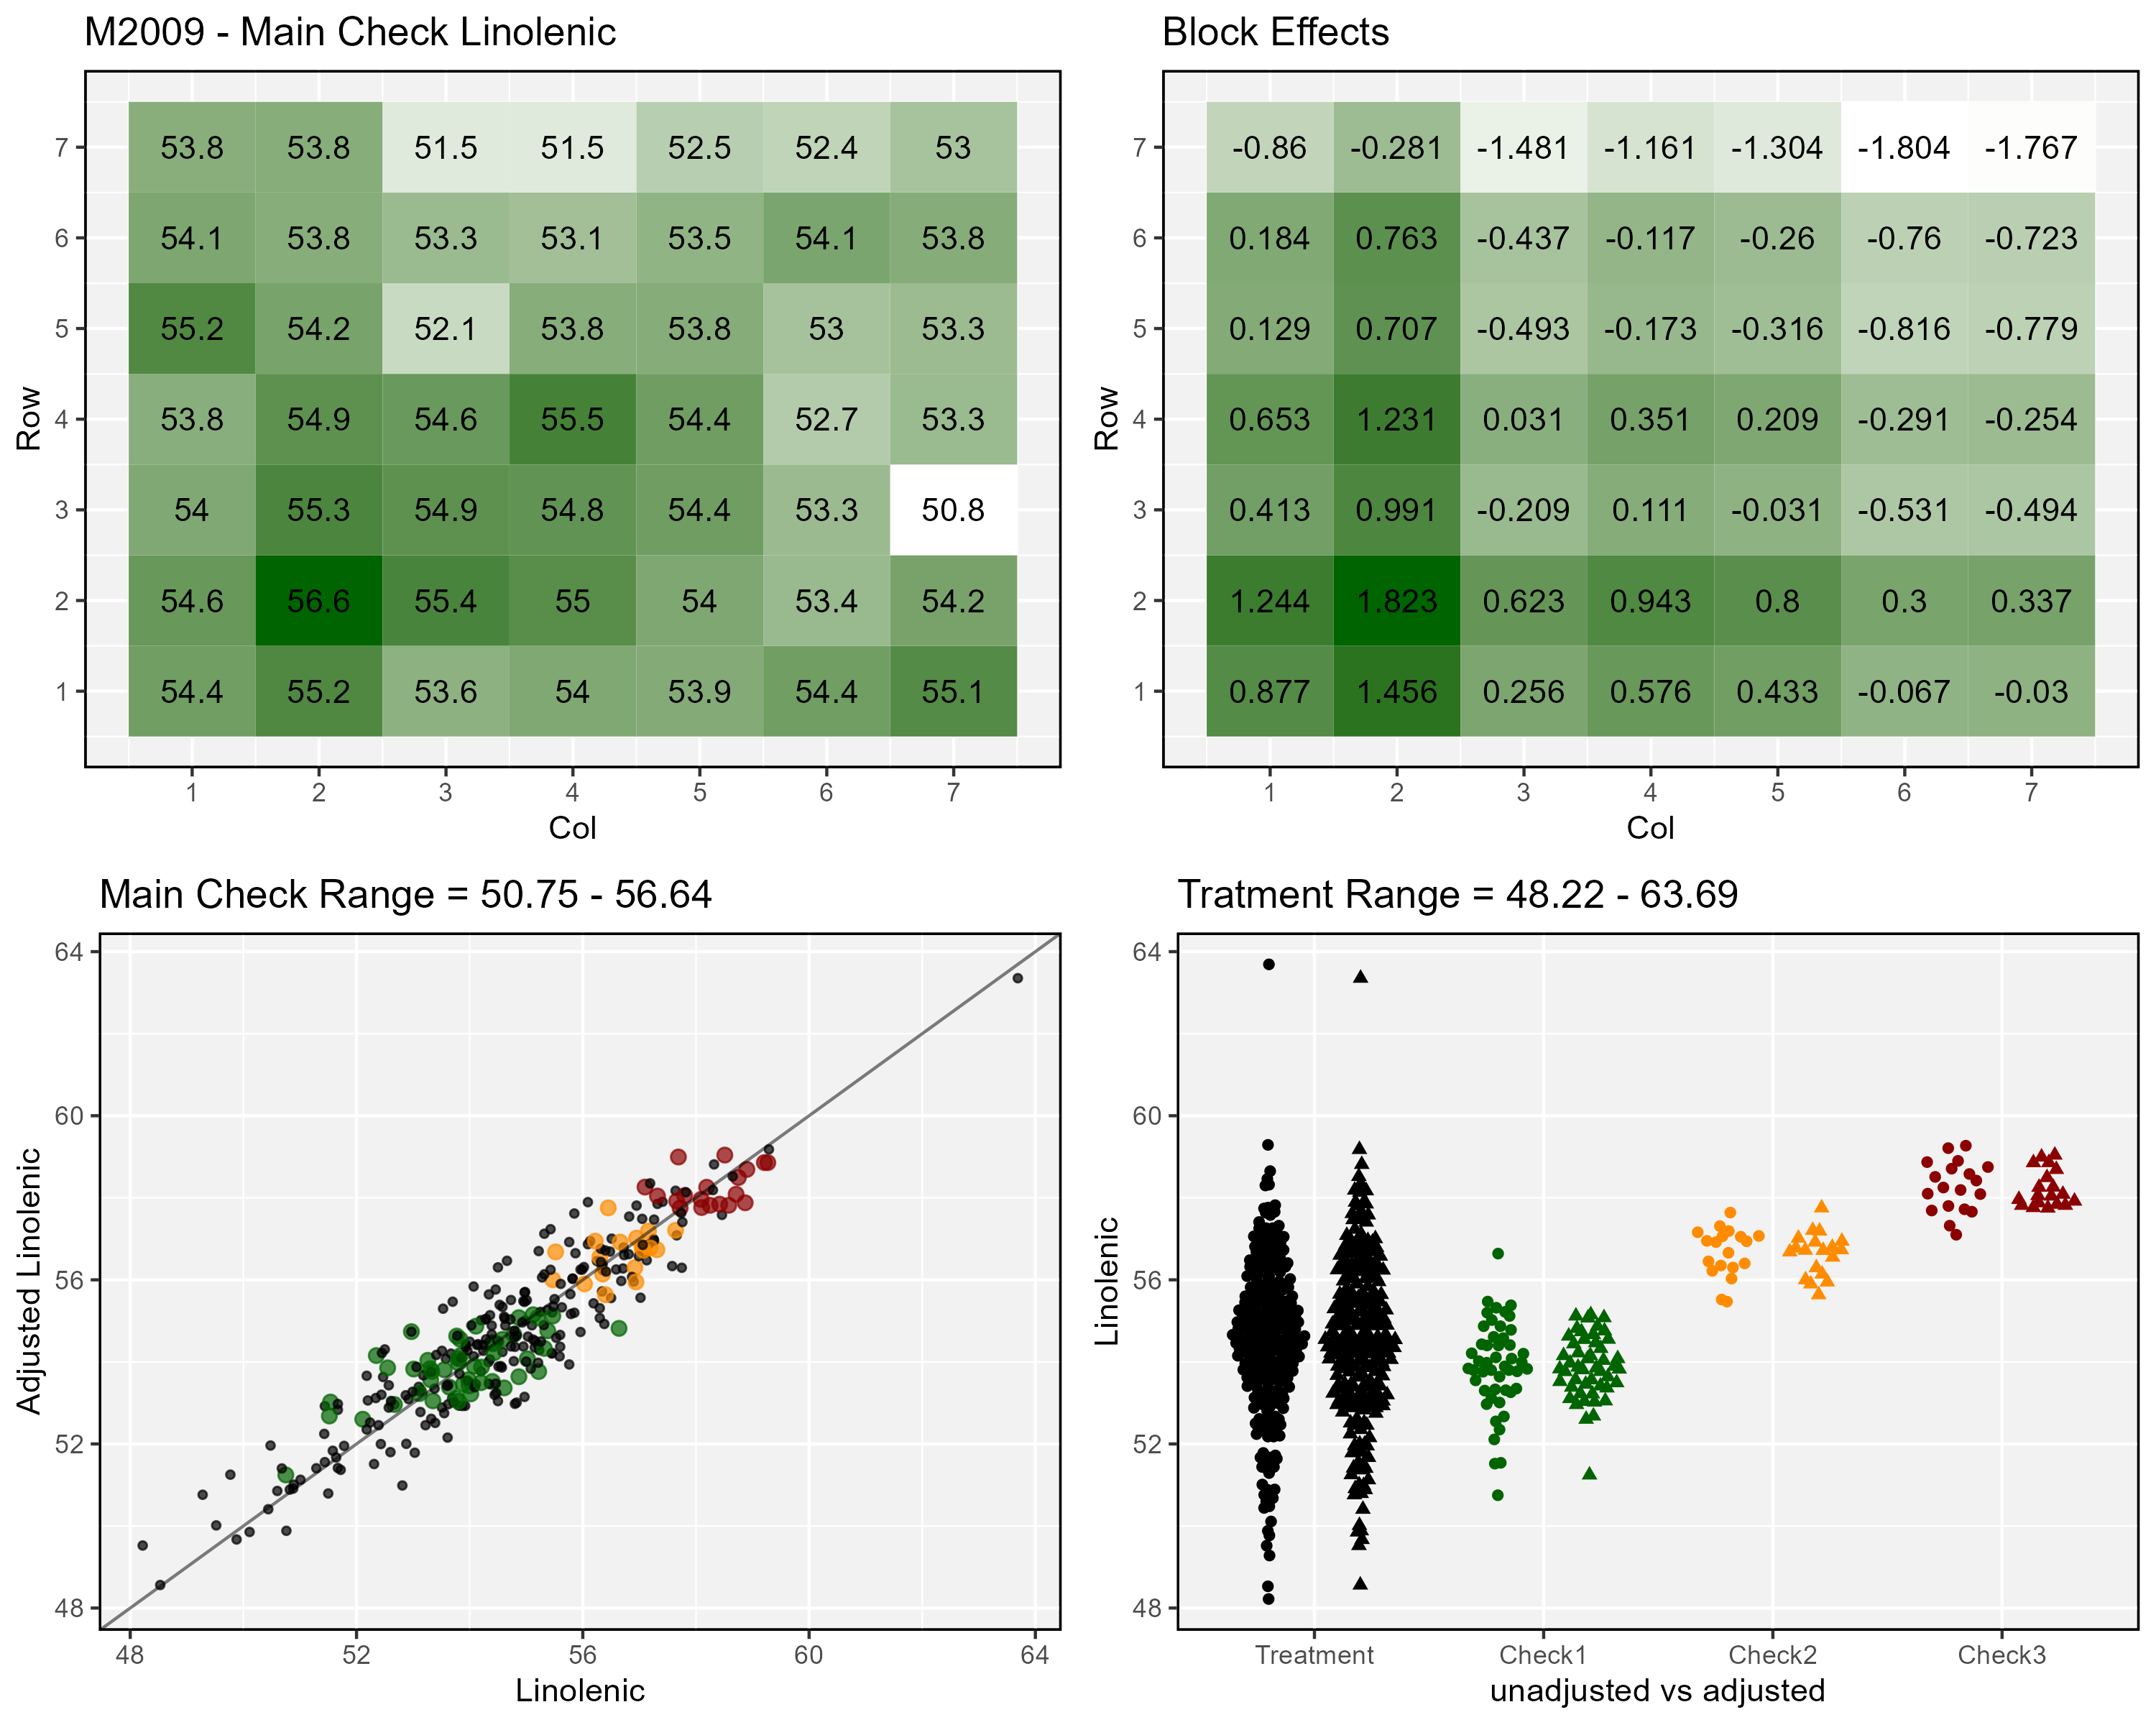 M2009 - Main Check Linolenic
Row
7 53.8 53.8 51.5 51.5 52.5 52.4 53
6 54.1 53.8 53.3 53.1 53.5 54.1 53.8
5 55.2 54.2 52.1 53.8 53.8 53 53.3
4 53.8 54.9 54.6 55.5 54.4 52.7 53.3
3 54 55.3 54.9 54.8 54.4 53.3 50.8
2 54.6 56.6 55.4 55 54 53.4 54.2
1 54.4 55.2 53.6 54 53.9 54.4 55.1
1 2 3 4 5 6 7
Col
Block Effects
Row
7 -0.86 -0.281 -1.481 -1.161 -1.304 -1.804 -1.767
6 0.184 0.763 -0.437 -0.117 -0.26 -0.76 -0.723
5 0.129 0.707 -0.493 -0.173 -0.316 -0.816 -0.779
4 0.653 1.231 0.031 0.351 0.209 -0.291 -0.254
3 0.413 0.991 -0.209 0.111 -0.031 -0.531 -0.494
2 1.244 1.823 0.623 0.943 0.8 0.3 0.337
1 0.877 1.456 0.256 0.576 0.433 -0.067 -0.03
1 2 3 4 5 6 7
Col
Main Check Range = 50.75 - 56.64
Adjusted Linolenic
64
60
56
52
48
48 52 56 60 64
Linolenic
Tratment Range = 48.22 - 63.69
Linolenic
64
60
56
52
48
Treatment Check1 Check2 Check3
unadjusted vs adjusted